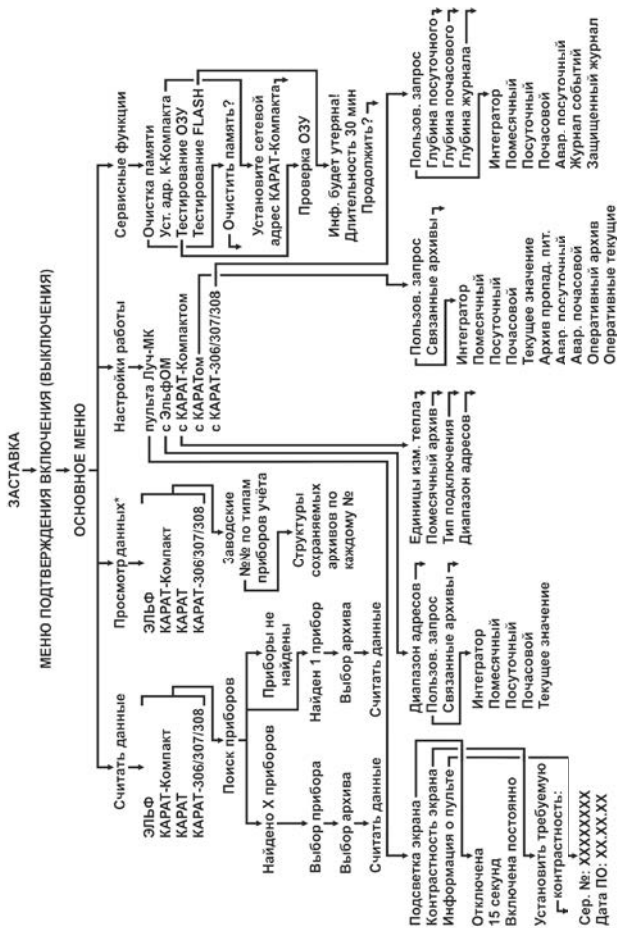 ЗАСТАВКА
МЕНЮ ПОДТВЕРЖДЕНИЯ ВКЛЮЧЕНИЯ (ВЫКЛЮЧЕНИЯ)
ОСНОВНОЕ МЕНЮ
Считать данные
ЭЛЬФ
КАРАТ-Компакт
КАРАТ
КАРАТ-306/307/308
Поиск приборов
Найдено X приборов
Выбор прибора
Выбор архива
Считать данные
Приборы не
найдены
Найден 1 прибор
Выбор архива
Считать данные
Просмотр данных*
ЭЛЬФ
КАРАТ-Компакт
КАРАТ
КАРАТ-306/307/308
Заводские
№№ по типам
приборов учёта
Структуры
сохраняемых
архивов по
каждому №
Настройки работы
пульта Луч-МК
с ЭльфОМ
с КАРАТ-Компактом
с КАРАТом
с КАРАТ-306/307/308
Сервисные функции
Очистка памяти
Уст. адр. К-Компакта
Тестирование ОЗУ
Тестирование FLASH
Очистить память?
Установите сетевой
адрес КАРАТ-Компакта
Проверка ОЗУ
Инф. будет утеряна!
Длительность 30 мин
Продолжить?
Подсветка экрана
Контрастность экрана
Информация о пульте
Отключена
15 секунд
Включена постоянно
Установить требуемую
контрастность:
Сер. №: XXXXXXXX
Дата ПО: XX.XX.XX
Диапазон адресов
Пользов. запрос
Связанные архивы
Интегратор
Помесячный
Посуточный
Почасовой
Текущее значение
Единицы изм. тепла
Помесячный архив
Тип подключения
Диапазон адресов
Пользов. запрос
Связанные архивы
Интегратор
Помесячный
Посуточный
Почасовой
Текущее значение
Архив пропад. пит.
Авар. посуточный
Авар. почасовой
Оперативный архив
Оперативные текущие
Пользов. запрос
Глубина посуточного
Глубина почасового
Глубина журнала
Интегратор
Помесячный
Посуточный
Почасовой
Авар. посуточный
Журнал событий
Защищенный журнал